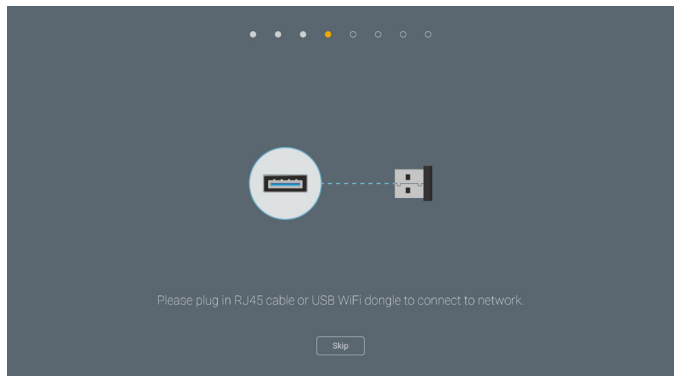 Please plug in RJ45 cable or USB WiFi dongle to connect to network.
Skip